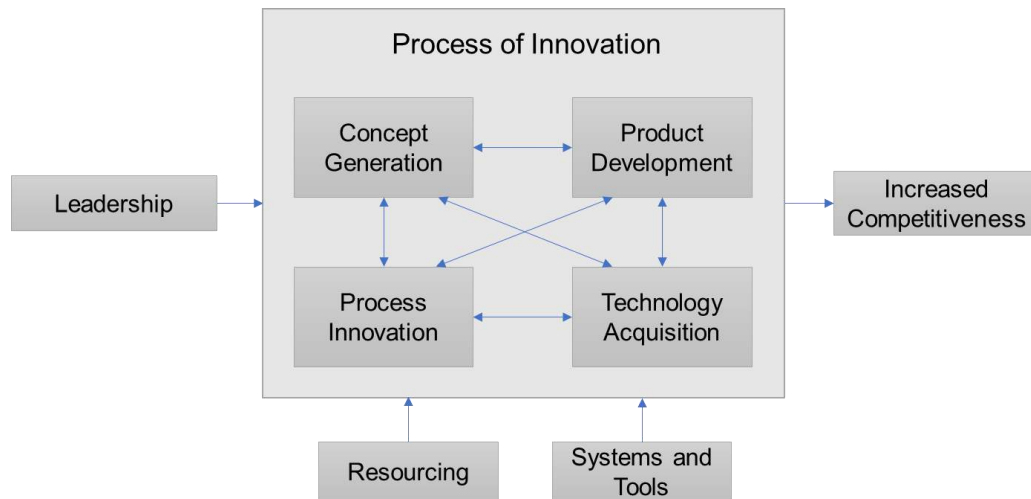 Process of Innovation
Concept
Generation
Product
Development
Leadership
Increased
Competitiveness
Process
Innovation
Technology
Acquisition
Resourcing
Systems and
Tools